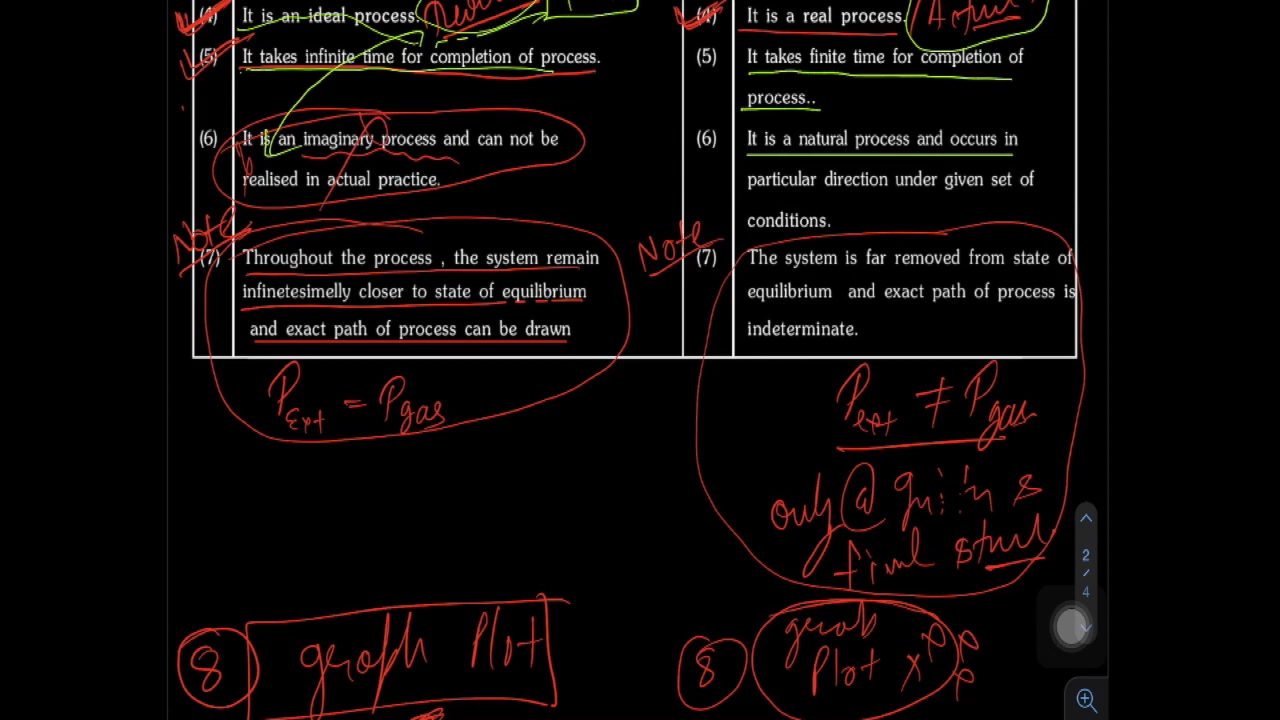 (4) It is an ideal process.
(5) It takes infinite time for completion of process.
(6) It is an imaginary process and can not be
realised in actual practice.
Note
(7) Throughout the process , the system remain
infinetesimelly closer to state of equilibrium
and exact path of process can be drawn
PExt = Pgas
8 graph Plot
(4) It is a real process.
(5) It takes finite time for completion of
process..
(6) It is a natural process and occurs in
particular direction under given set of
conditions.
Note
(7) The system is far removed from state of
equilibrium and exact path of process is
indeterminate.
Pext ≠ Pgas
only @ &
final
8
Plot x
2
/
4